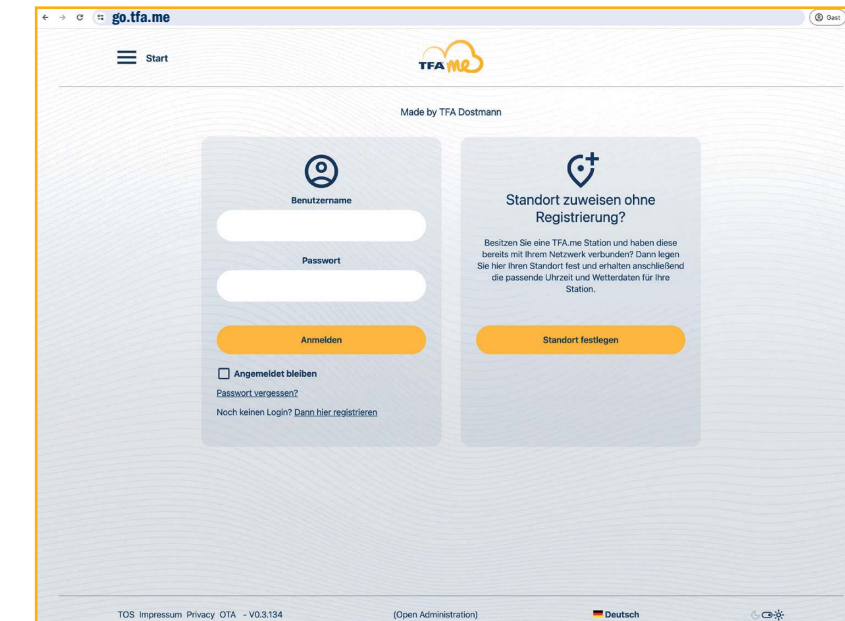 go.tfa.me
Gast
Start
TFA me
Made by TFA Dostmann
Benutzername
Passwort
Anmelden
Angemeldet bleiben
Passwort vergessen?
Noch keinen Login? Dann hier registrieren
Standort zuweisen ohne
Registrierung?
Besitzen Sie eine TFA.me Station und haben diese
bereits mit Ihrem Netzwerk verbunden? Dann legen
Sie hier Ihren Standort fest und erhalten anschließend
die passende Uhrzeit und Wetterdaten für Ihre
Station.
Standort festlegen
TOS Impressum Privacy OTA - V0.3.134
(Open Administration)
Deutsch